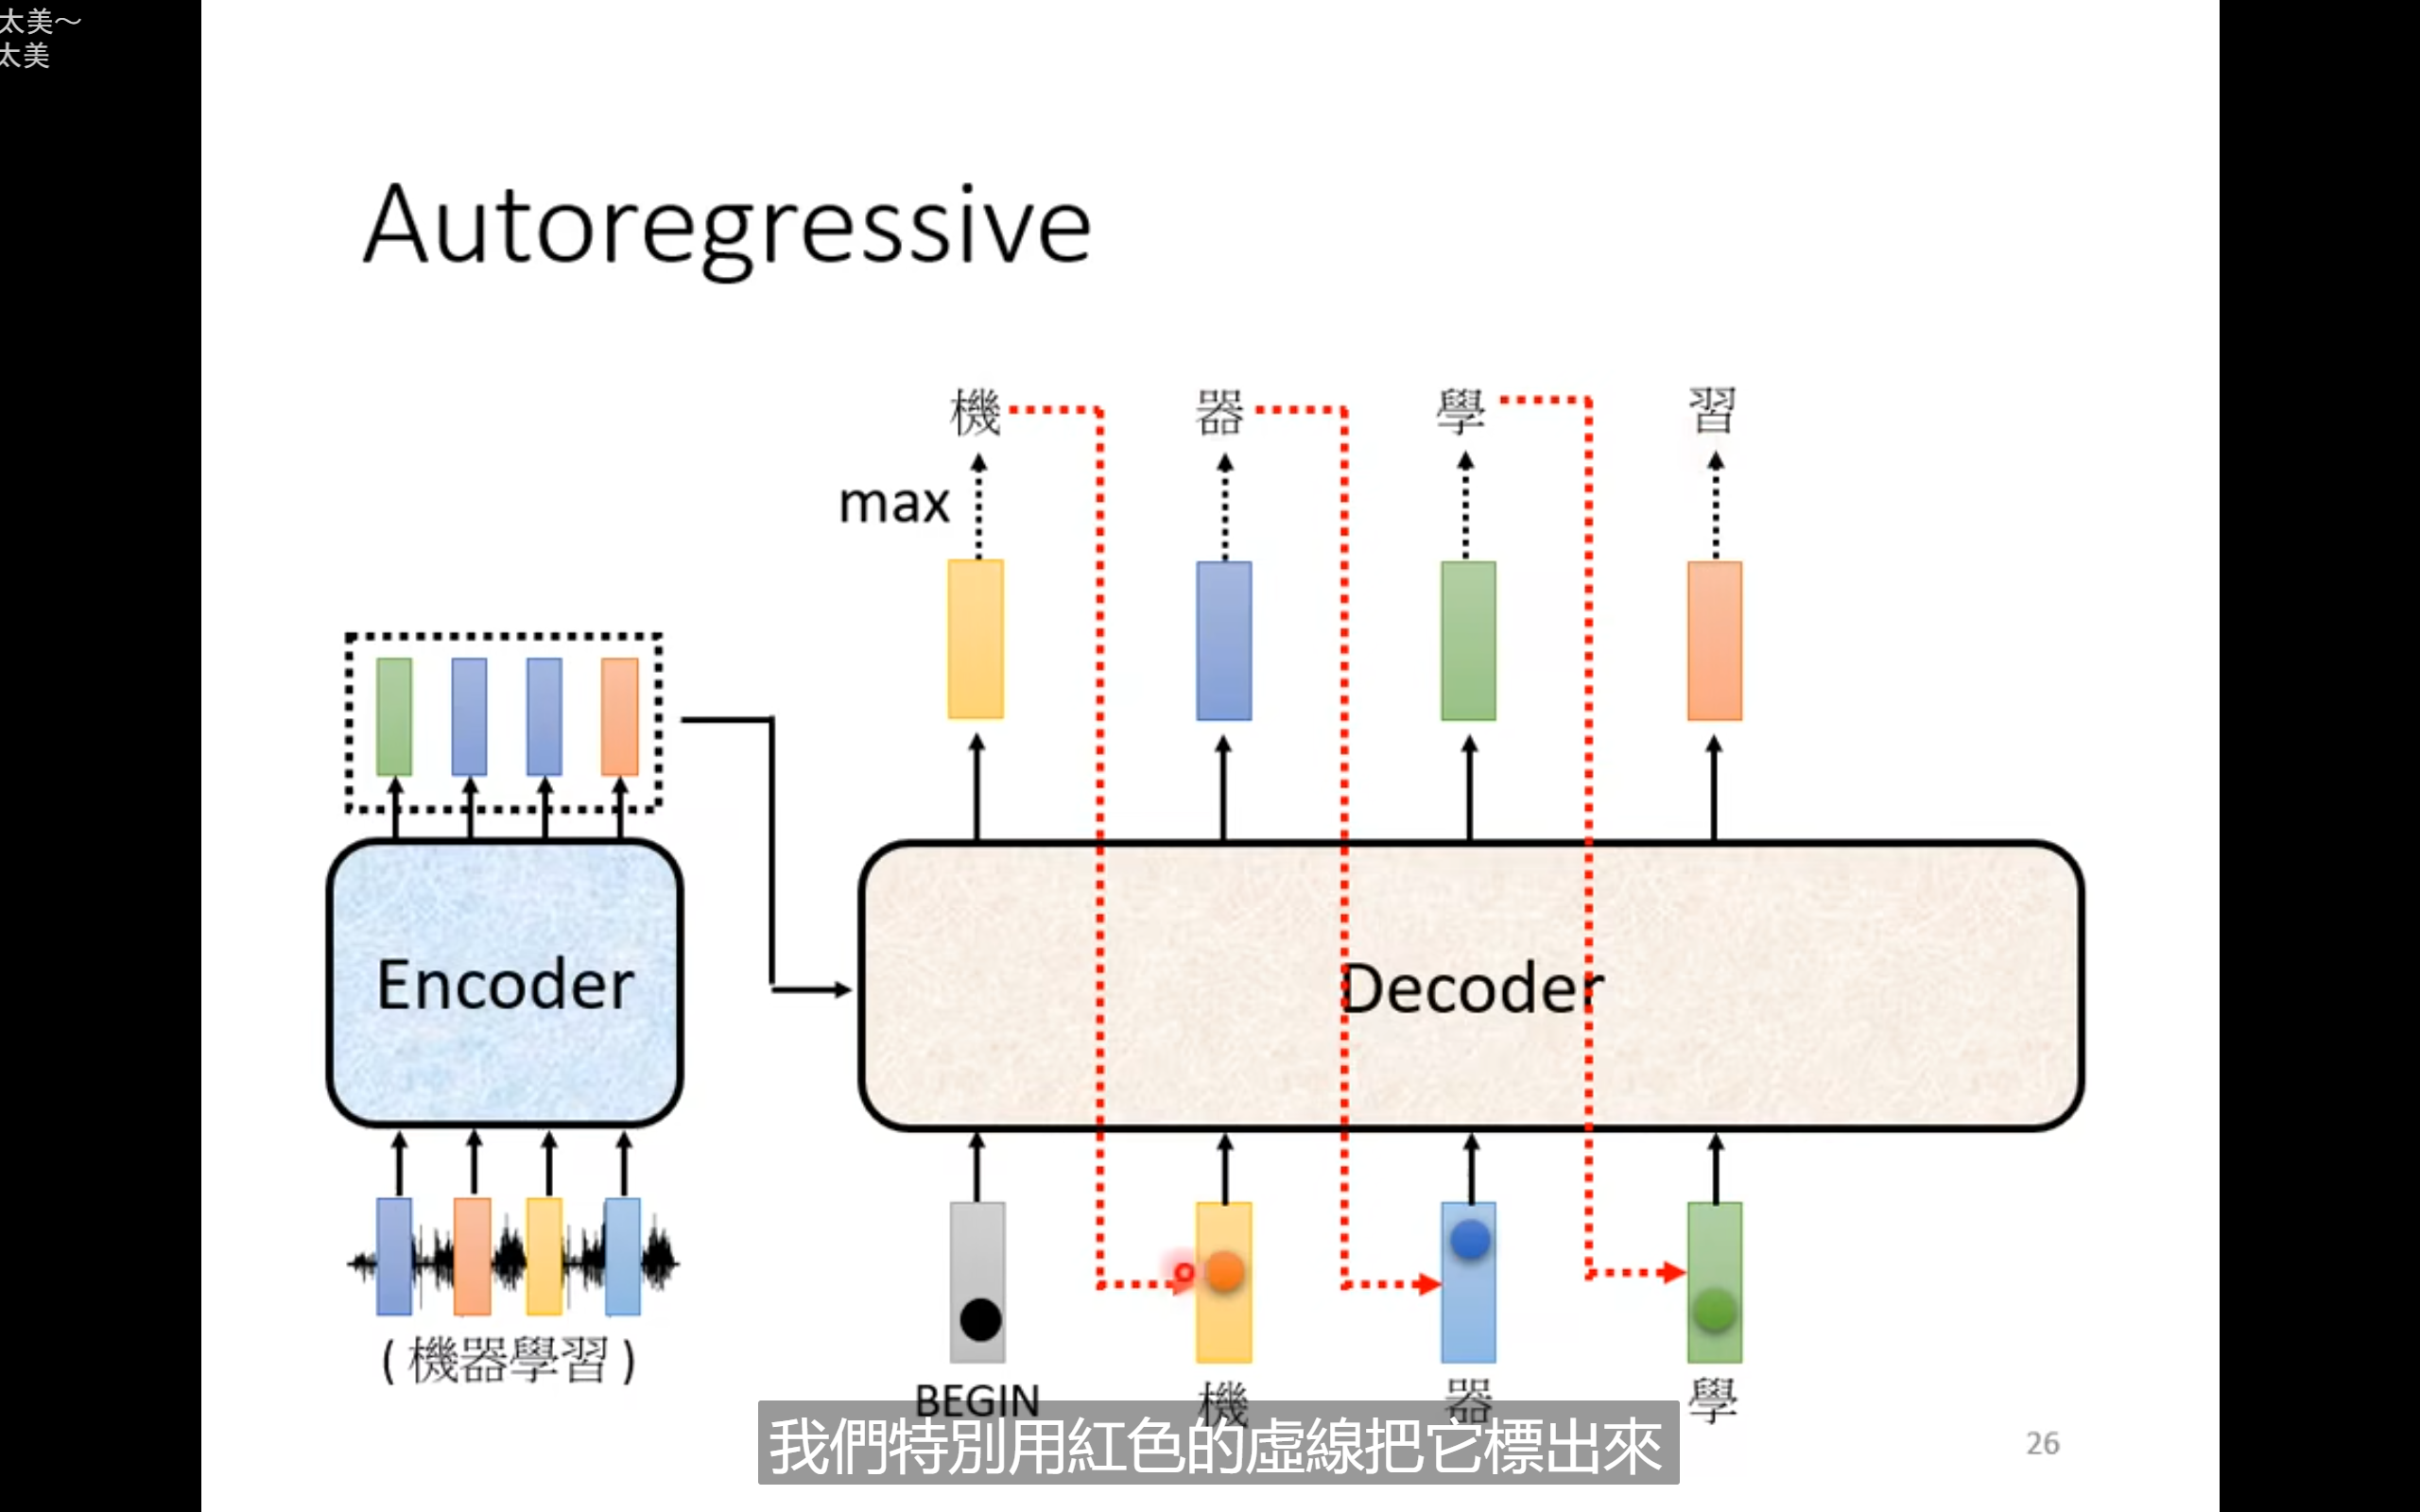 太美～
太美
Autoregressive
機 器 學 習
max
Encoder
Decoder
(機器學習)
BEGIN 機 器 學
我們特別用紅色的虛線把它標出來
26